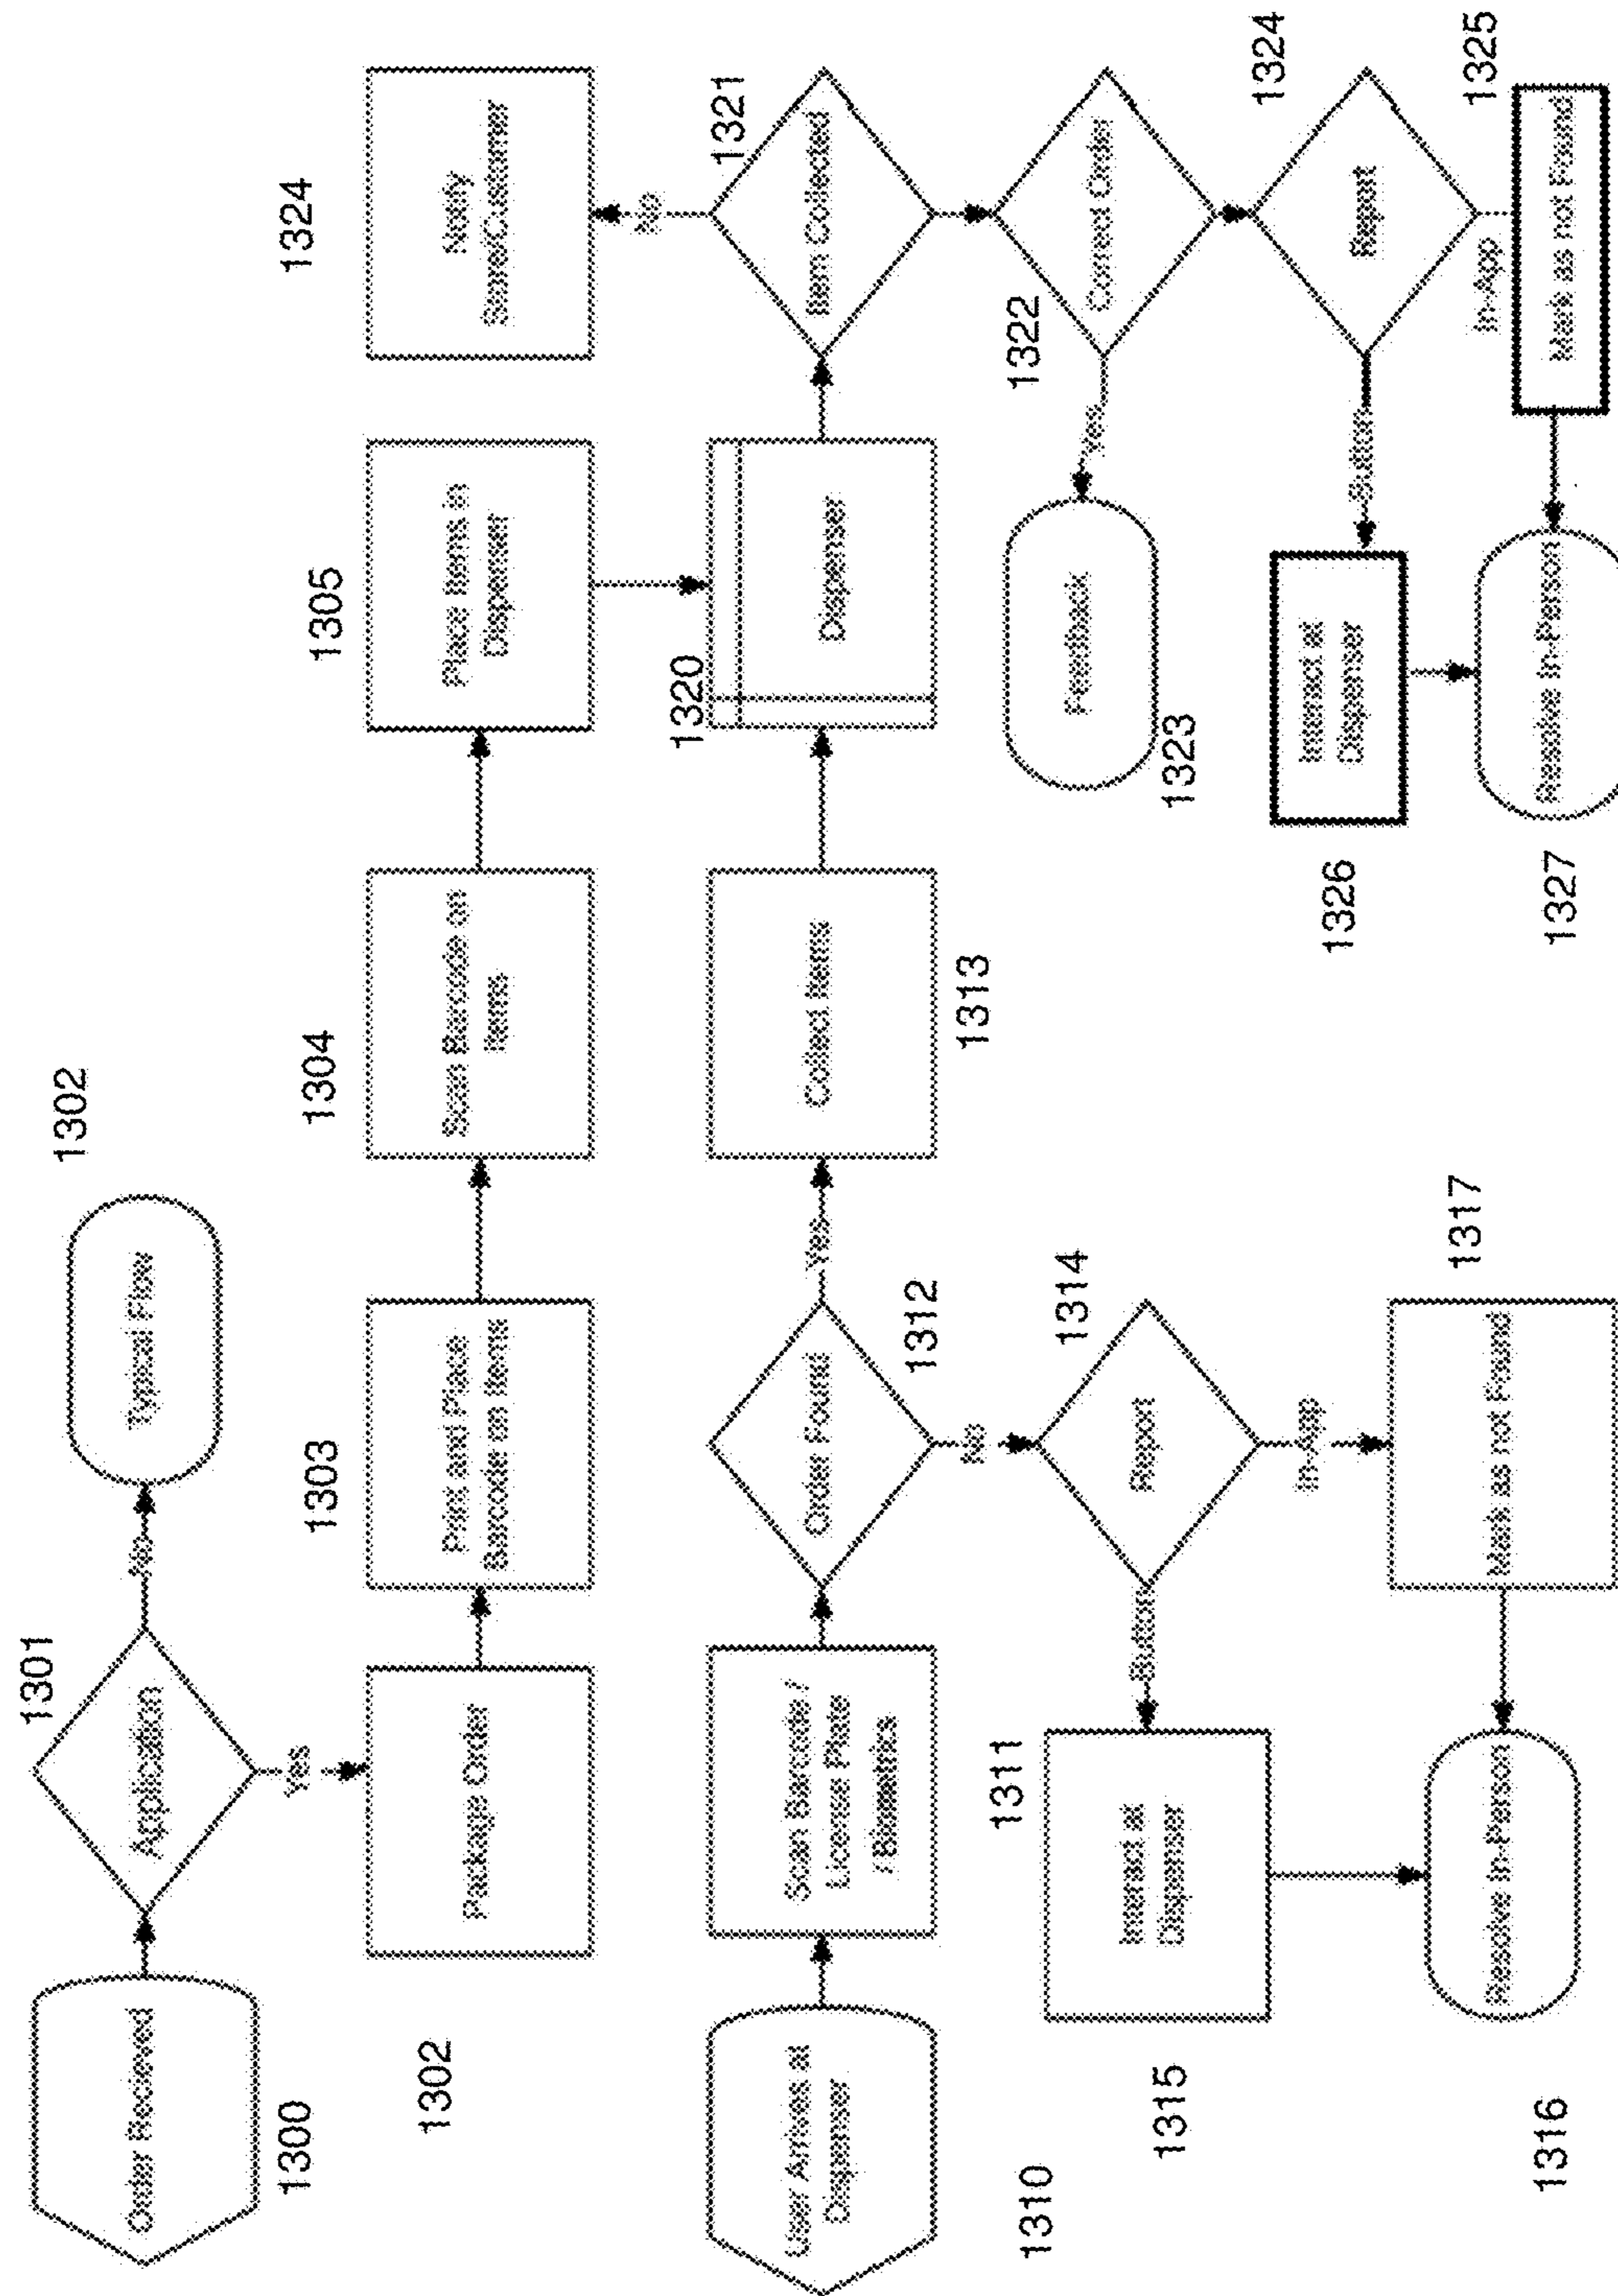 Order Recieved
1300
Application
1301
No
Typical Flow
1302
Yes
Package Order
1302
Print and Place
Barcode on Items
1303
Scan Barcode on
Items
1304
Place Items in
Dispenser
1305
Notify
Store/Customer
1324
User Arrives at
Dispenser
1310
Scan Barcode /
License Plate
/ Biometrics
1311
Order Found
1312
Yes
Collect Items
1313
Dispenser
1320
Item Collected
1321
No
No
Report
1314
Button
Interact at
Dispenser
1315
In-App
Mark as not Found
1317
Resolve In-Person
1316
Correct Order
1322
Yes
Feedback
1323
Report
1324
Button
Interact at
Dispenser
1326
In-App
Mark as not Found
1325
Resolve In-Person
1327